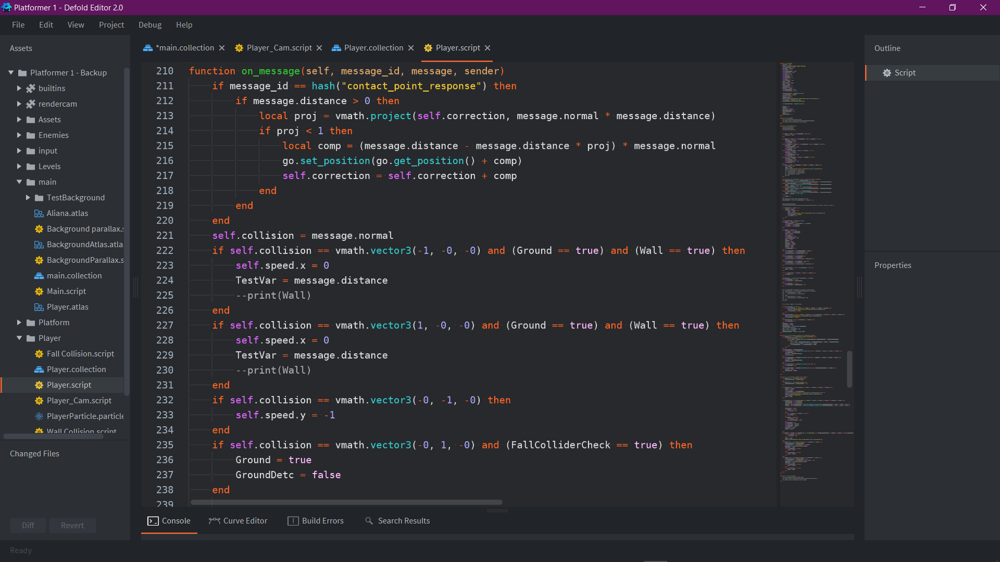 Platformer 1 - Defold Editor 2.0
File Edit View Project Debug Help
Assets
Platformer 1 - Backup
builtins
rendercam
Assets
Enemies
input
Levels
main
TestBackground
Aliana.atlas
Background parallax.s
BackgroundAtlas.atla
BackgroundParallax.s
main.collection
Main.script
Player.atlas
Platform
Player
Fall Collision.script
Player.collection
Player.script
Player_Cam.script
PlayerParticle.particle
Wall Collision.script
Changed Files
Diff Revert
Ready
*main.collection Player_Cam.script Player.collection Player.script
210 function on_message(self, message_id, message, sender)
211 if message_id == hash("contact_point_response") then
212 if message.distance > 0 then
213 local proj = vmath.project(self.correction, message.normal * message.distance)
214 if proj < 1 then
215 local comp = (message.distance - message.distance * proj) * message.normal
216 go.set_position(go.get_position() + comp)
217 self.correction = self.correction + comp
218 end
219 end
220 end
221 self.collision = message.normal
222 if self.collision == vmath.vector3(-1, -0, -0) and (Ground == true) and (Wall == true) then
223 self.speed.x = 0
224 TestVar = message.distance
225 --print(Wall)
226 end
227 if self.collision == vmath.vector3(1, -0, -0) and (Ground == true) and (Wall == true) then
228 self.speed.x = 0
229 TestVar = message.distance
230 --print(Wall)
231 end
232 if self.collision == vmath.vector3(-0, -1, -0) then
233 self.speed.y = -1
234 end
235 if self.collision == vmath.vector3(-0, 1, -0) and (FallColliderCheck == true) then
236 Ground = true
237 GroundDetc = false
238 end
239
Console Curve Editor Build Errors Search Results
Outline
Script
Properties